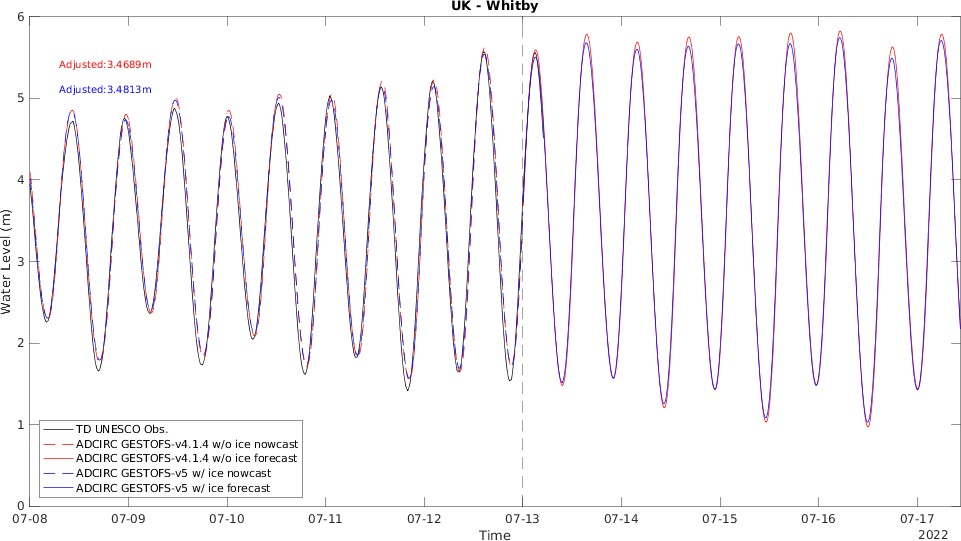 UK - Whitby
6
Adjusted:3.4689m
5
Adjusted:3.4813m
4
3
2
1
0
Water Level (m)
TD UNESCO Obs.
ADCIRC GESTOFS-v4.1.4 w/o ice nowcast
ADCIRC GESTOFS-v4.1.4 w/o ice forecast
ADCIRC GESTOFS-v5 w/ ice nowcast
ADCIRC GESTOFS-v5 w/ ice forecast
07-08 07-09 07-10 07-11 07-12 07-13 07-14 07-15 07-16 07-17
Time
2022